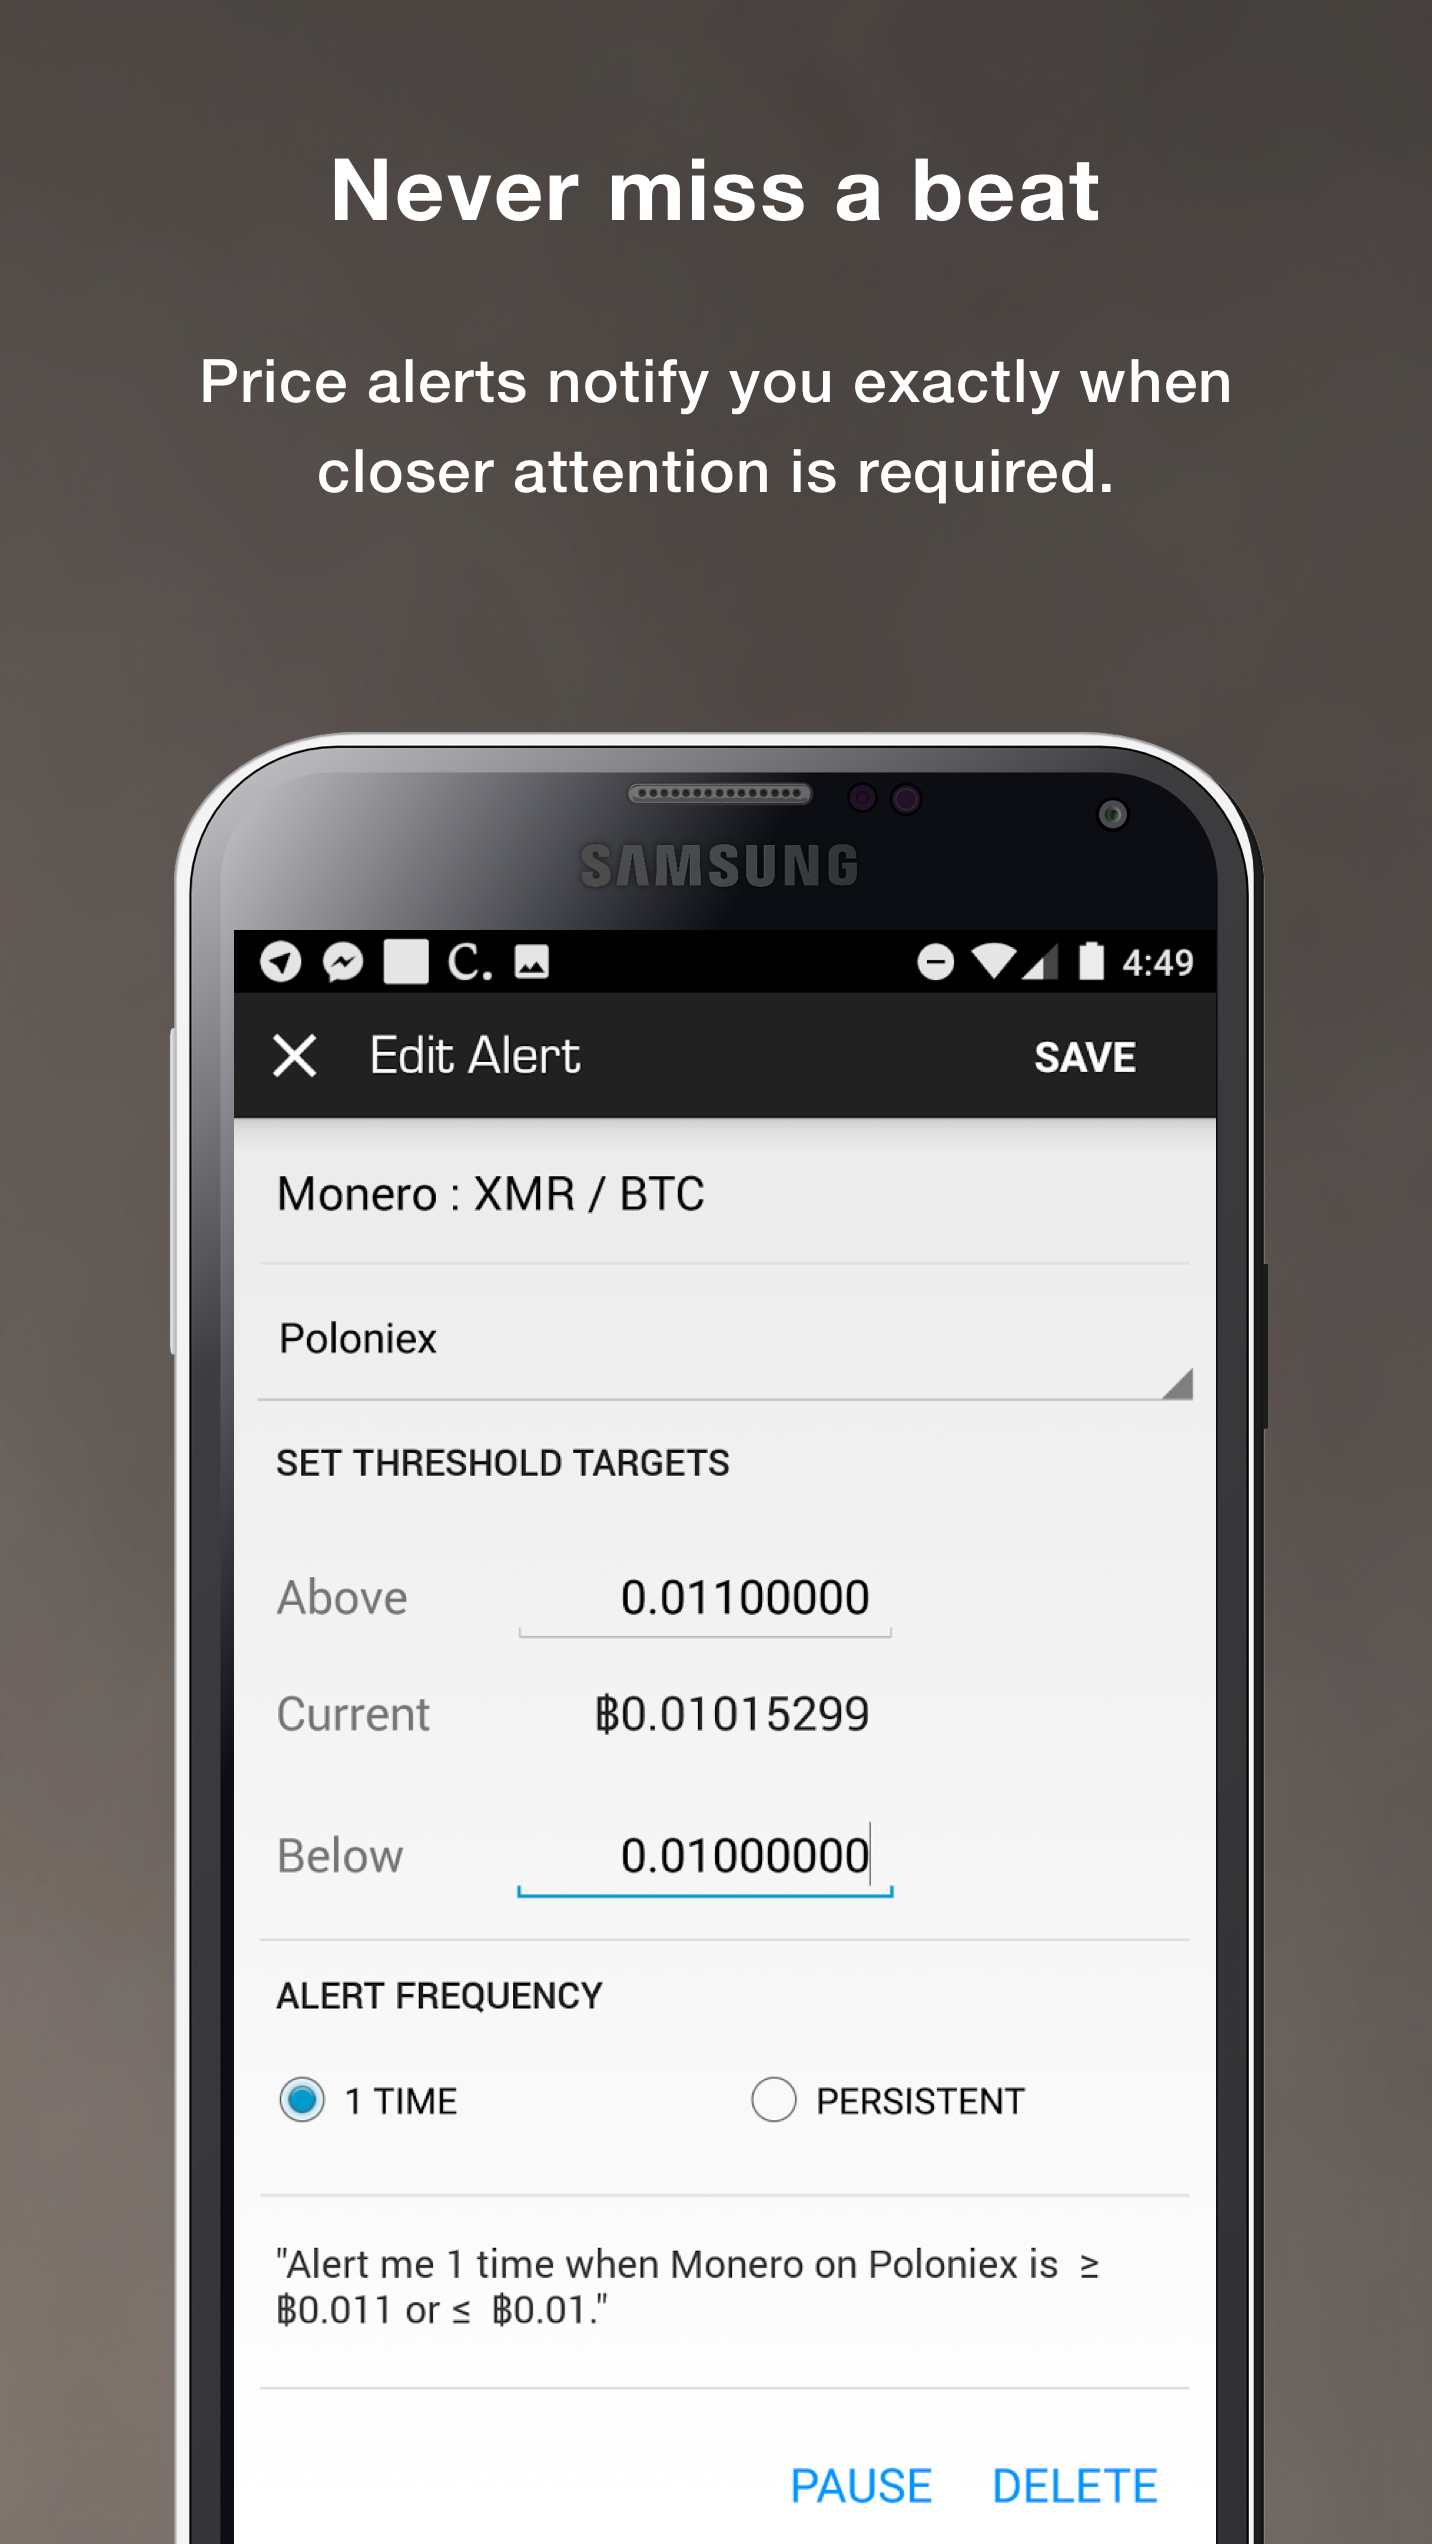 Never miss a beat
Price alerts notify you exactly when
closer attention is required.
SAMSUNG
C. 4:49
Edit Alert SAVE
Monero : XMR / BTC
Poloniex
SET THRESHOLD TARGETS
Above 0.01100000
Current ฿0.01015299
Below 0.01000000
ALERT FREQUENCY
1 TIME PERSISTENT
"Alert me 1 time when Monero on Poloniex is ≥
฿0.011 or ≤ ฿0.01."
PAUSE DELETE